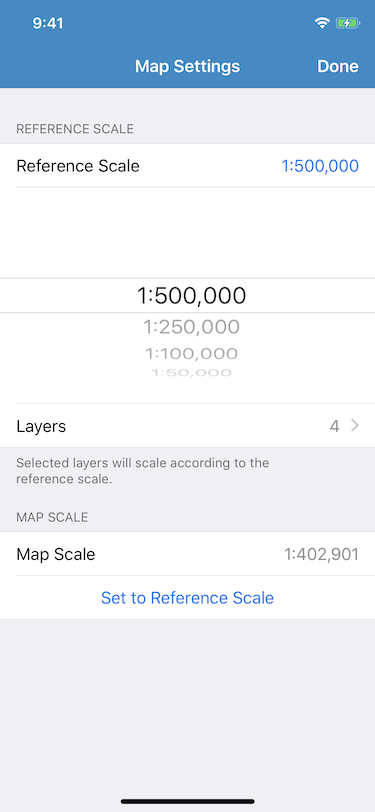 9:41
Map Settings
Done
REFERENCE SCALE
Reference Scale
1:500,000
1:500,000
1:250,000
1:100,000
1:50,000
Layers
4
Selected layers will scale according to the
reference scale.
MAP SCALE
Map Scale
1:402,901
Set to Reference Scale